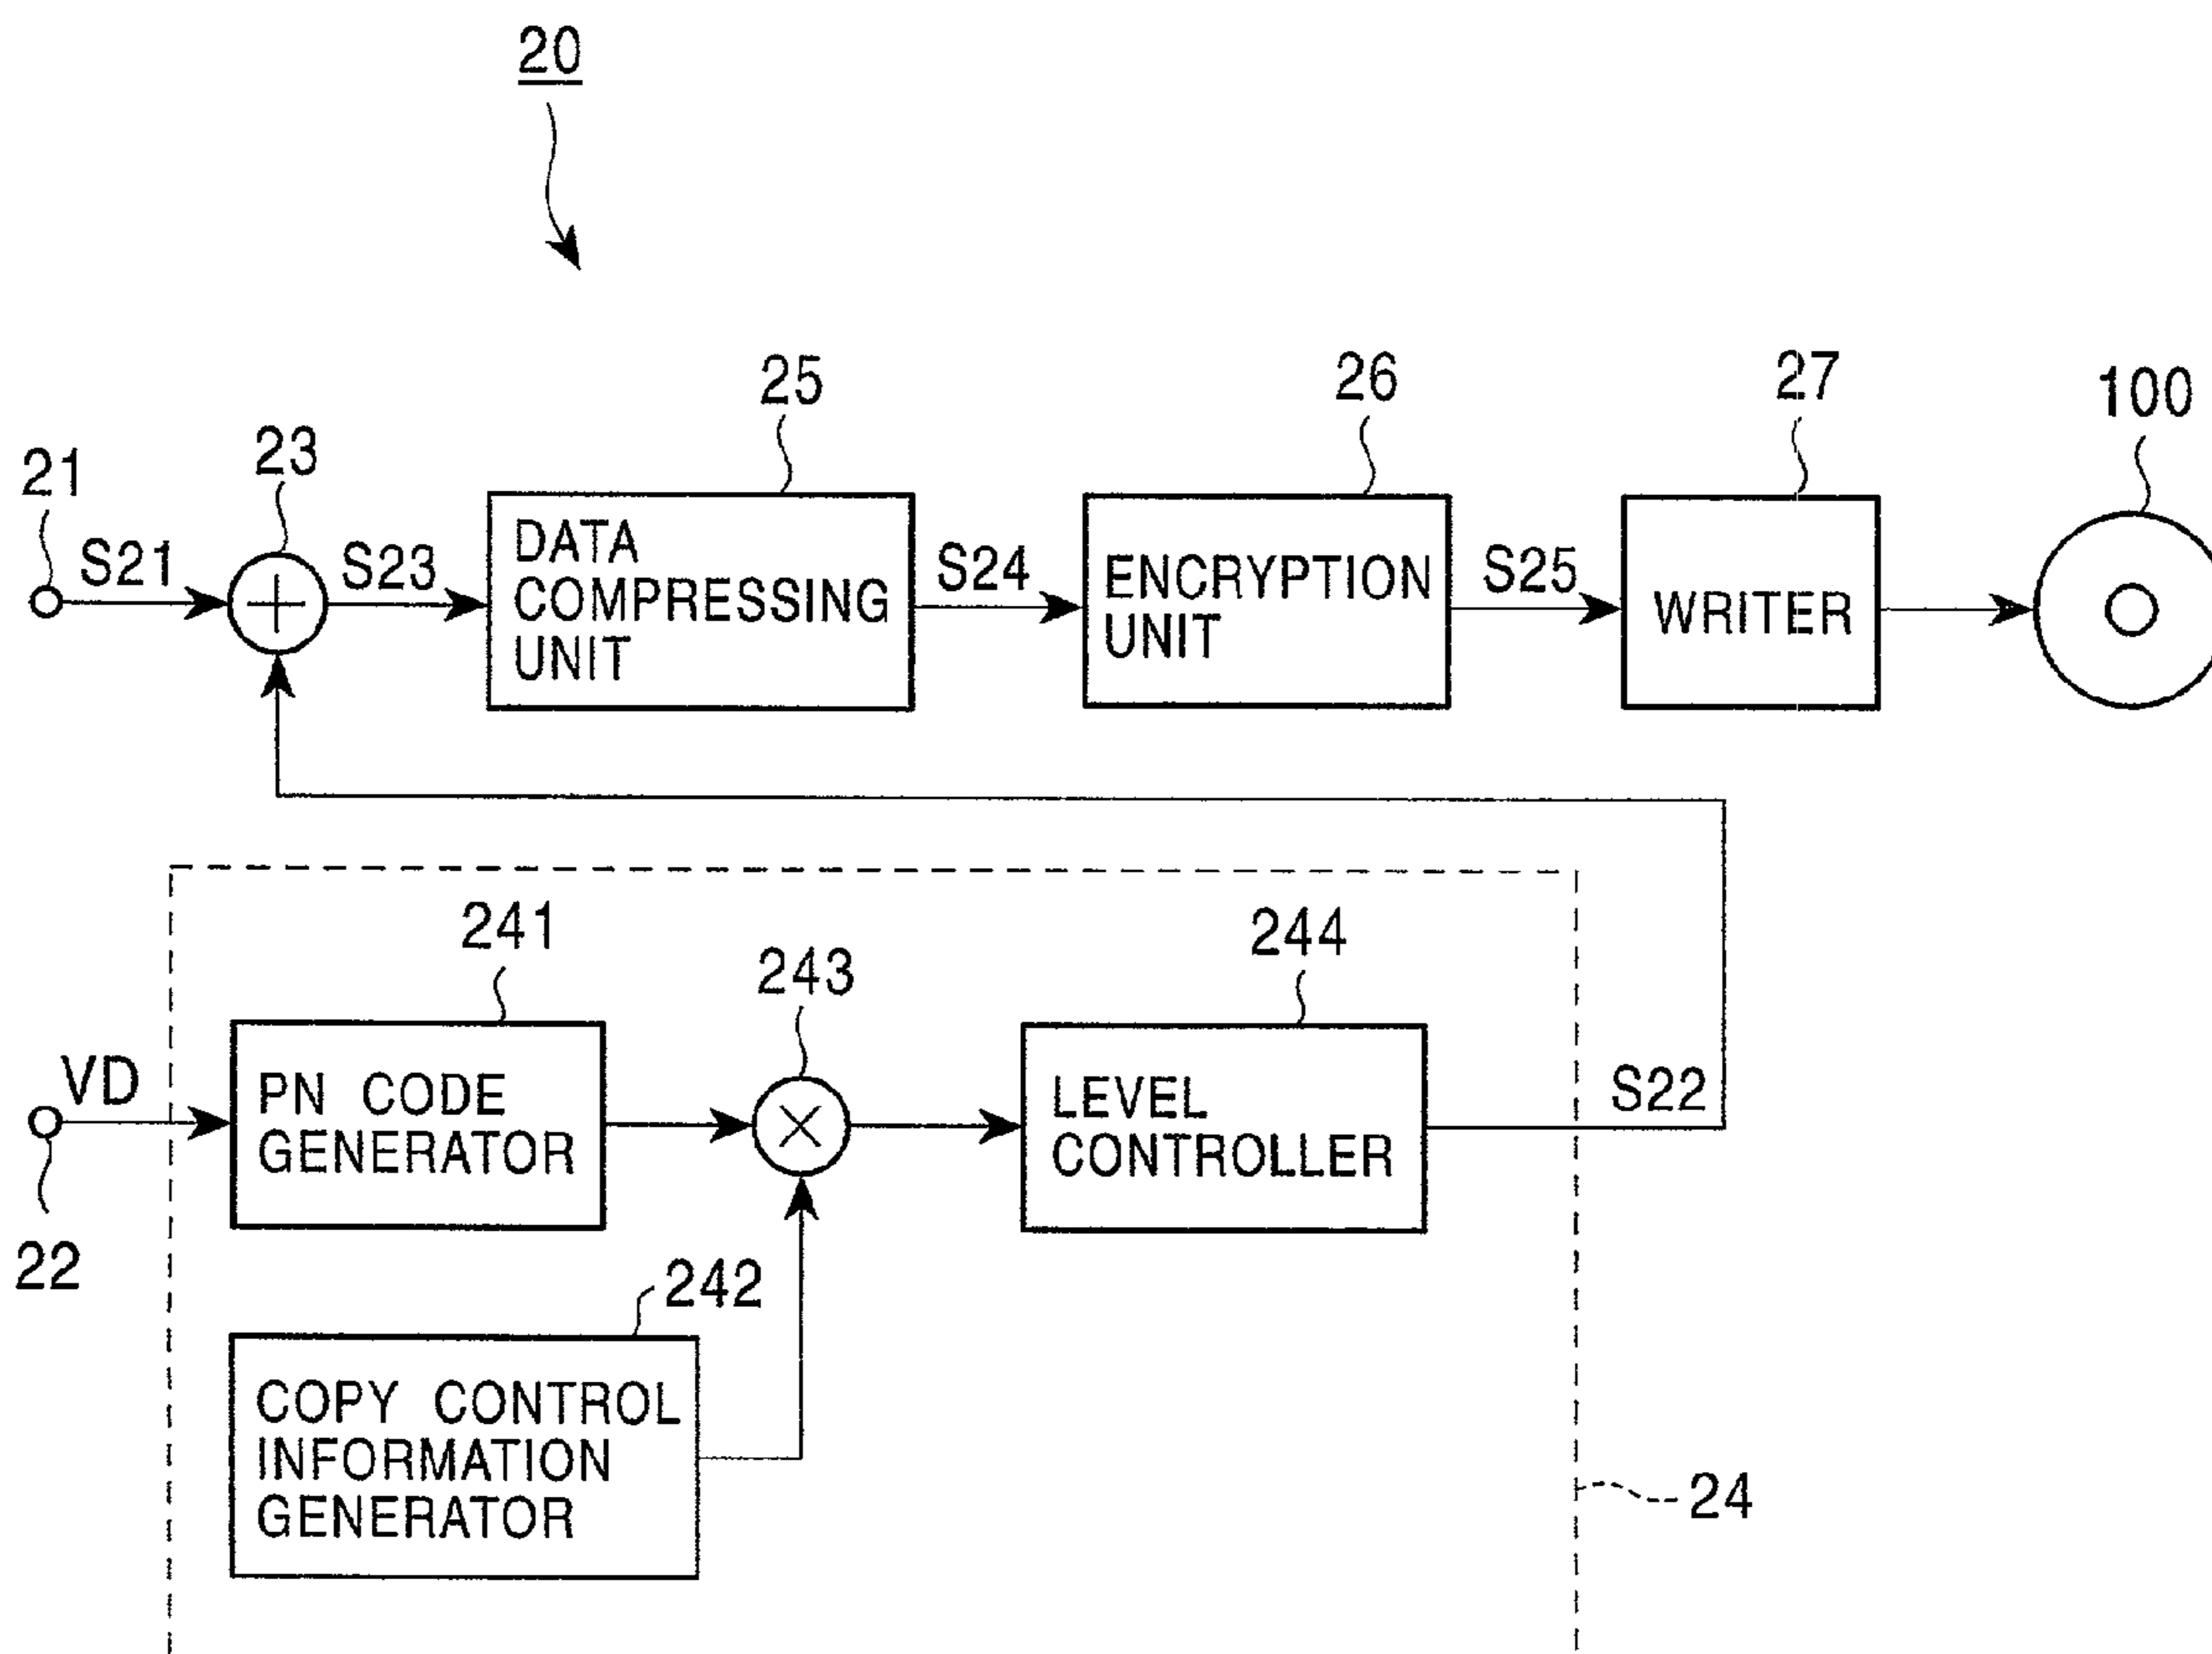 20
25
26
27
100
21
23
S21
S23
DATA
COMPRESSING
UNIT
S24
ENCRYPTION
UNIT
S25
WRITER
241
243
244
VD
PN CODE
GENERATOR
LEVEL
CONTROLLER
S22
22
242
COPY CONTROL
INFORMATION
GENERATOR
24